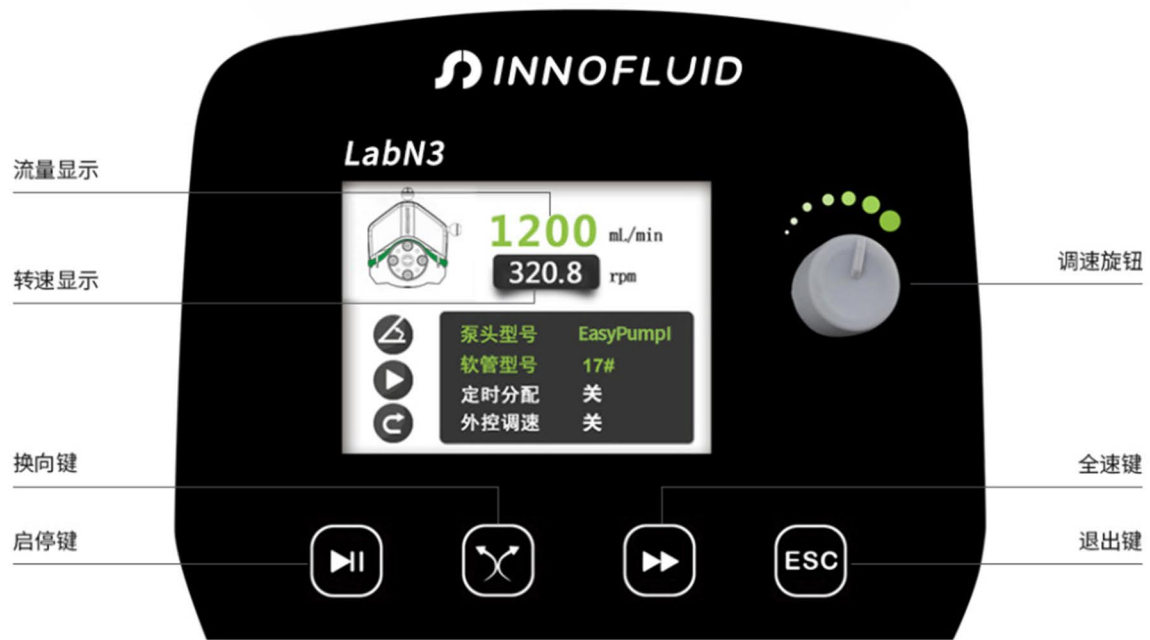 INNOFLUID
LabN3
流量显示
1200 mL/min
转速显示
320.8 rpm
调速旋钮
泵头型号 EasyPumpI
软管型号 17#
定时分配 关
外控调速 关
换向键
全速键
启停键
退出键
ESC